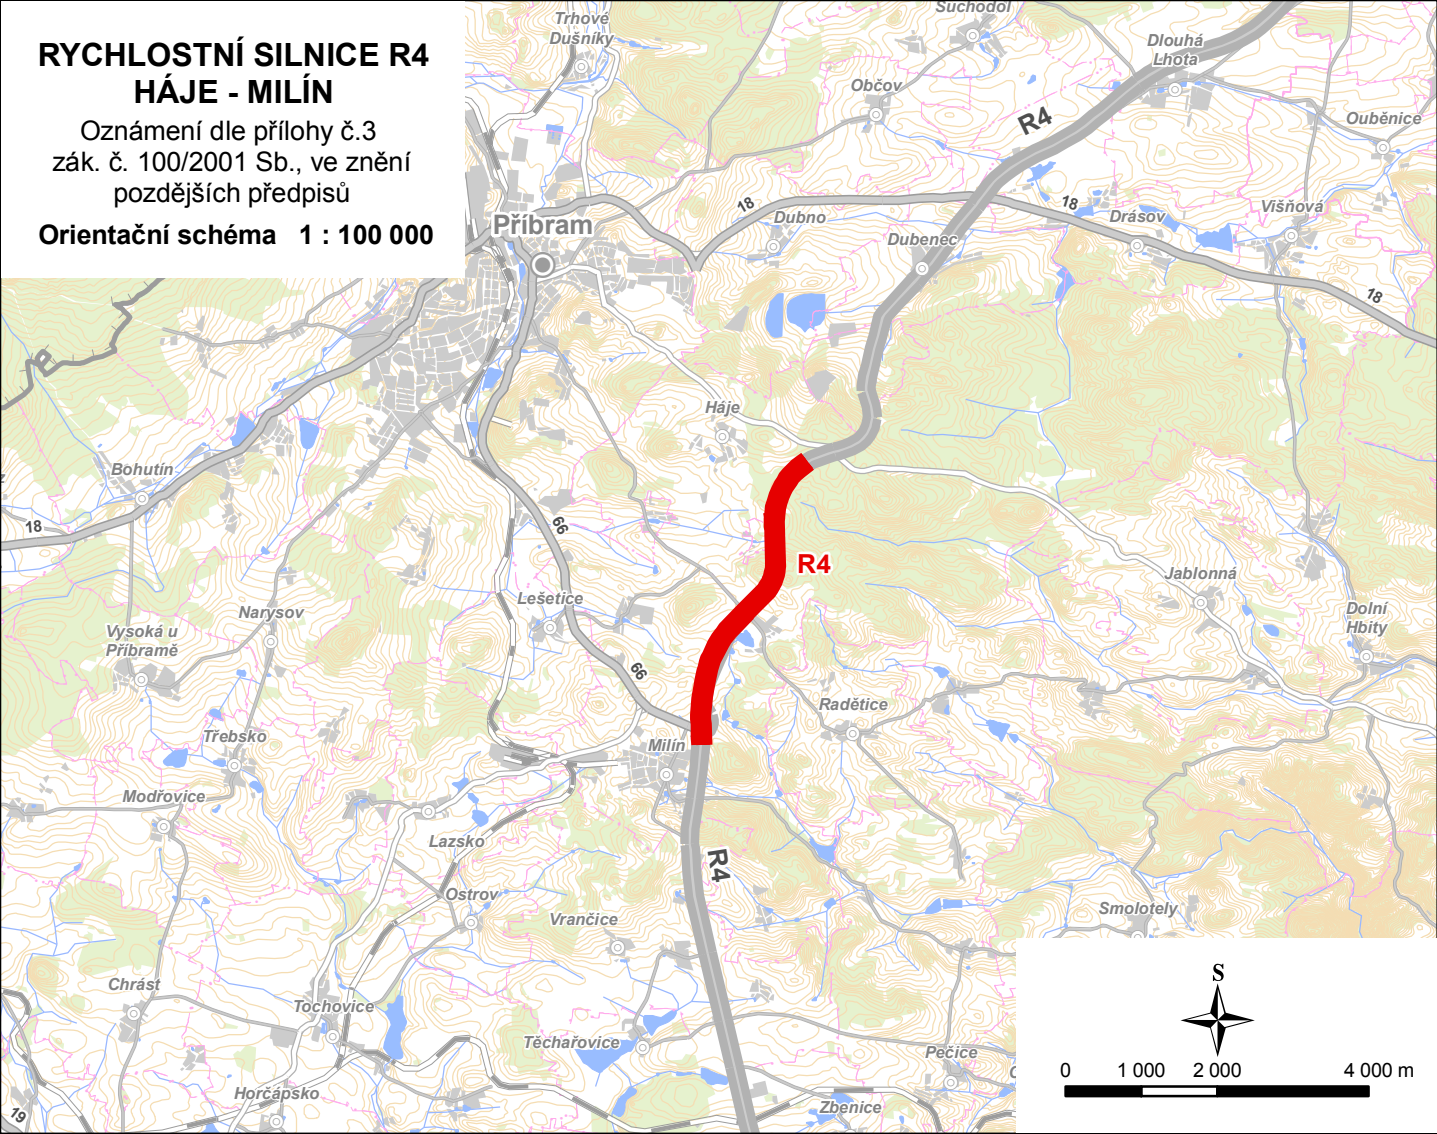 RYCHLOSTNÍ SILNICE R4
HÁJE - MILÍN
Oznámení dle přílohy č.3
zák. č. 100/2001 Sb., ve znění
pozdějších předpisů
Orientační schéma 1 : 100 000
Trhové
Dušníky
Suchodol
Dlouhá
Lhota
Občov
R4
Ouběnice
Příbram
18
Dubno
18
Drásov
Višňová
Dubenec
18
Háje
Bohutín
18
66
R4
Jablonná
Lešetice
Narysov
Dolní
Hbity
Vysoká u
Příbramě
66
Radětice
Třebsko
Milín
Modřovice
Lazsko
R4
Ostrov
Vrančice
Smolotely
Chrást
Tochovice
Těchařovice
Pečice
Horčápsko
Zbenice
19
S
0 1 000 2 000 4 000 m